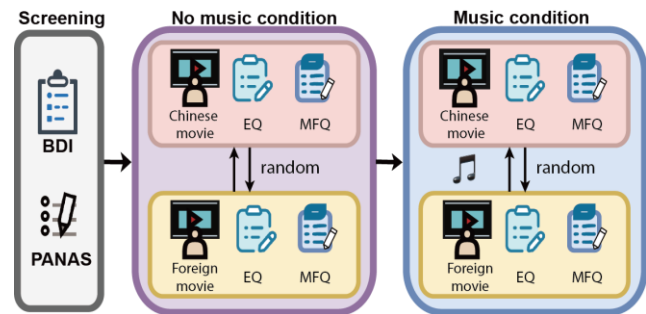 Screening
BDI
PANAS
No music condition
Chinese
movie
EQ
MFQ
random
Foreign
movie
EQ
MFQ
Music condition
Chinese
movie
EQ
MFQ
random
Foreign
movie
EQ
MFQ